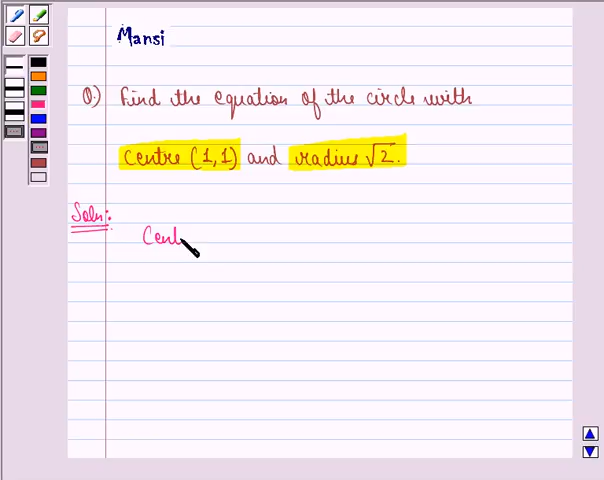 Mansi
Q.) Find the equation of the circle with
centre (1,1) and radius √2.
Soln:
Cent